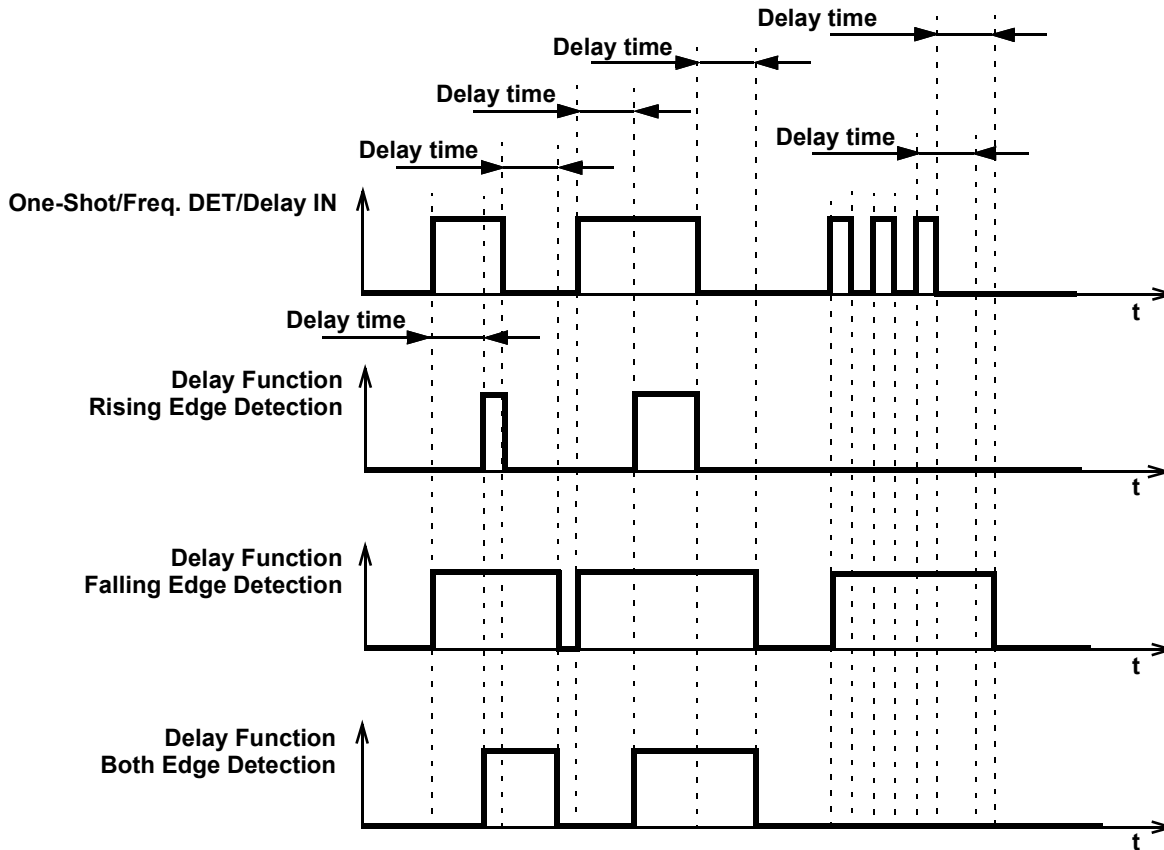 Delay time
Delay time
Delay time
Delay time
Delay time
One-Shot/Freq. DET/Delay IN
t
Delay time
Delay Function
Rising Edge Detection
t
Delay Function
Falling Edge Detection
t
Delay Function
Both Edge Detection
t